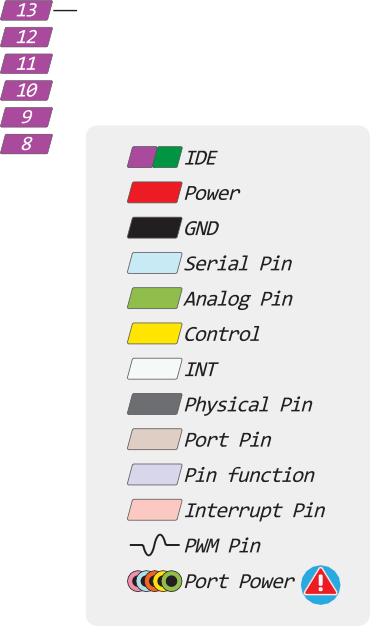 13
12
11
10
9
8
IDE
Power
GND
Serial Pin
Analog Pin
Control
INT
Physical Pin
Port Pin
Pin function
Interrupt Pin
PWM Pin
Port Power !